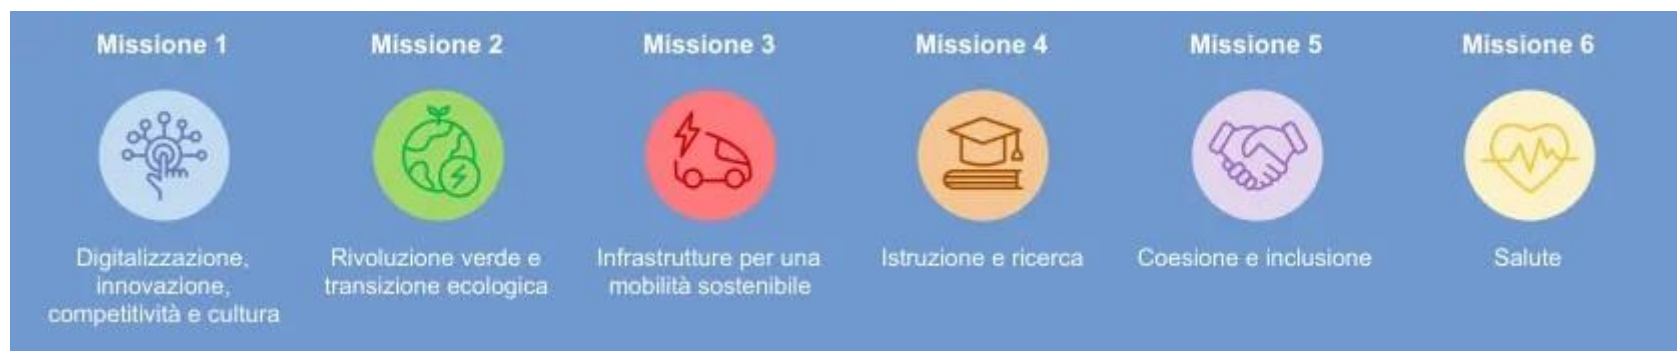 Missione 1
Missione 2
Missione 3
Missione 4
Missione 5
Missione 6
Digitalizzazione,
innovazione,
competitività e cultura
Rivoluzione verde e
transizione ecologica
Infrastrutture per una
mobilità sostenibile
Istruzione e ricerca
Coesione e inclusione
Salute